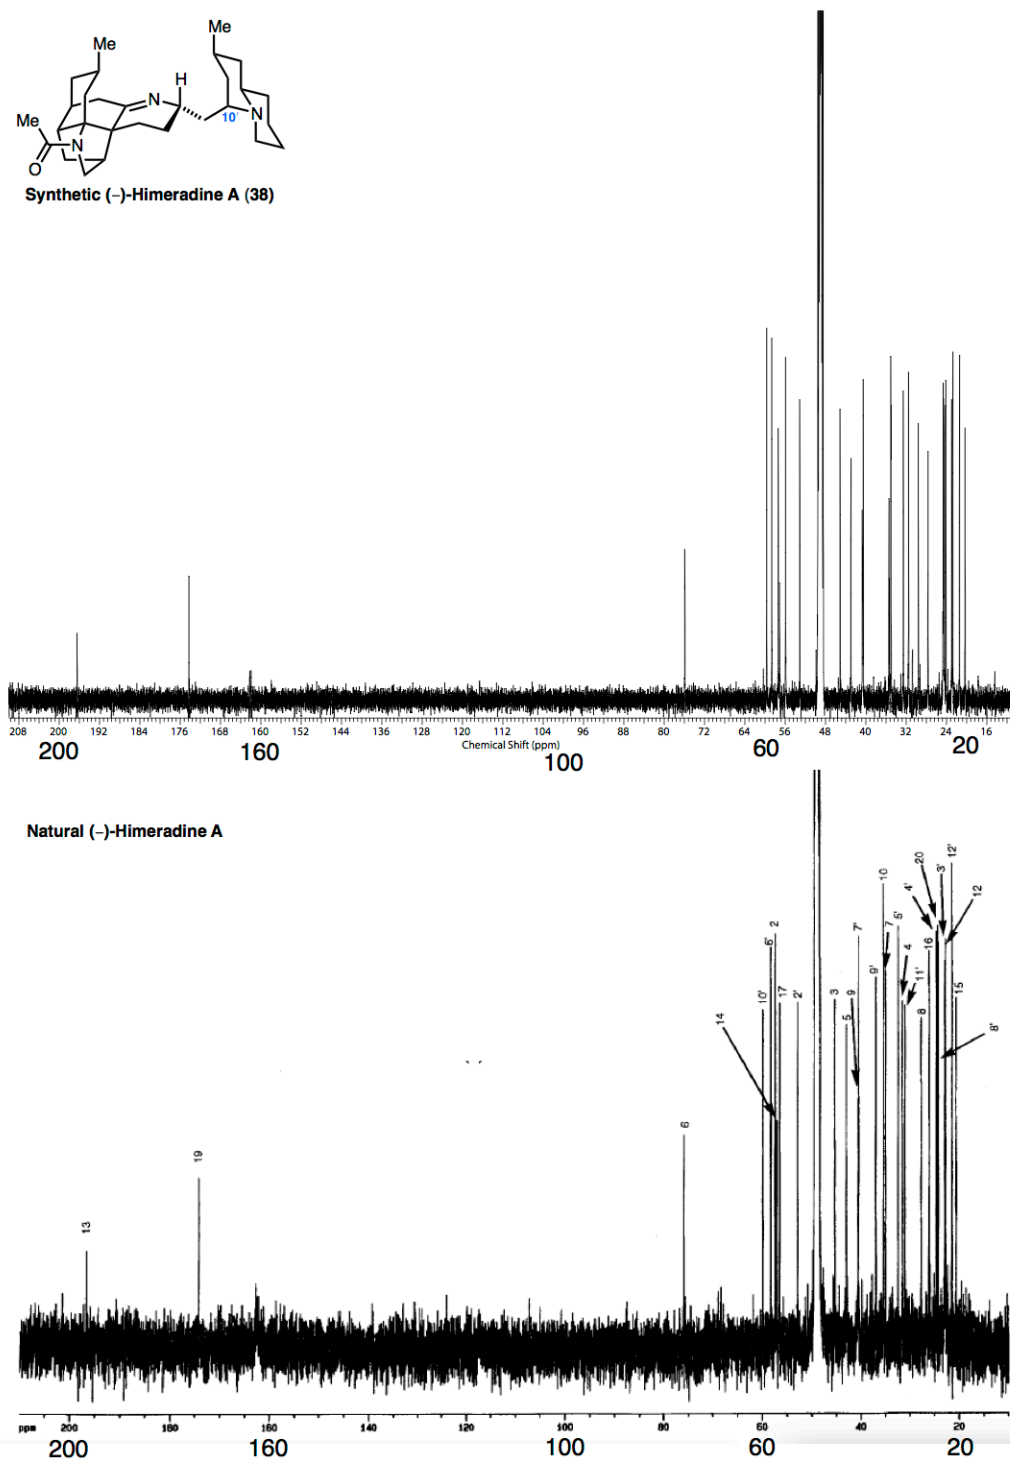 Me
Me
H
N
10'
N
Me
N
O
Synthetic (–)-Himeradine A (38)
208 200 192 184 176 168 160 152 144 136 128 120 112 104 96 88 80 72 64 56 48 40 32 24 20 16
Chemical Shift (ppm)
200 160 100 60 20
Natural (–)-Himeradine A
13
19
6
14
10'
6'
2
17
2'
3
5
9
7'
9'
10
7
5'
4
11'
8
16
4'
20
3'
12'
12
15
8'
ppm 200 180 160 140 120 100 80 60 40 20
200 160 100 60 20